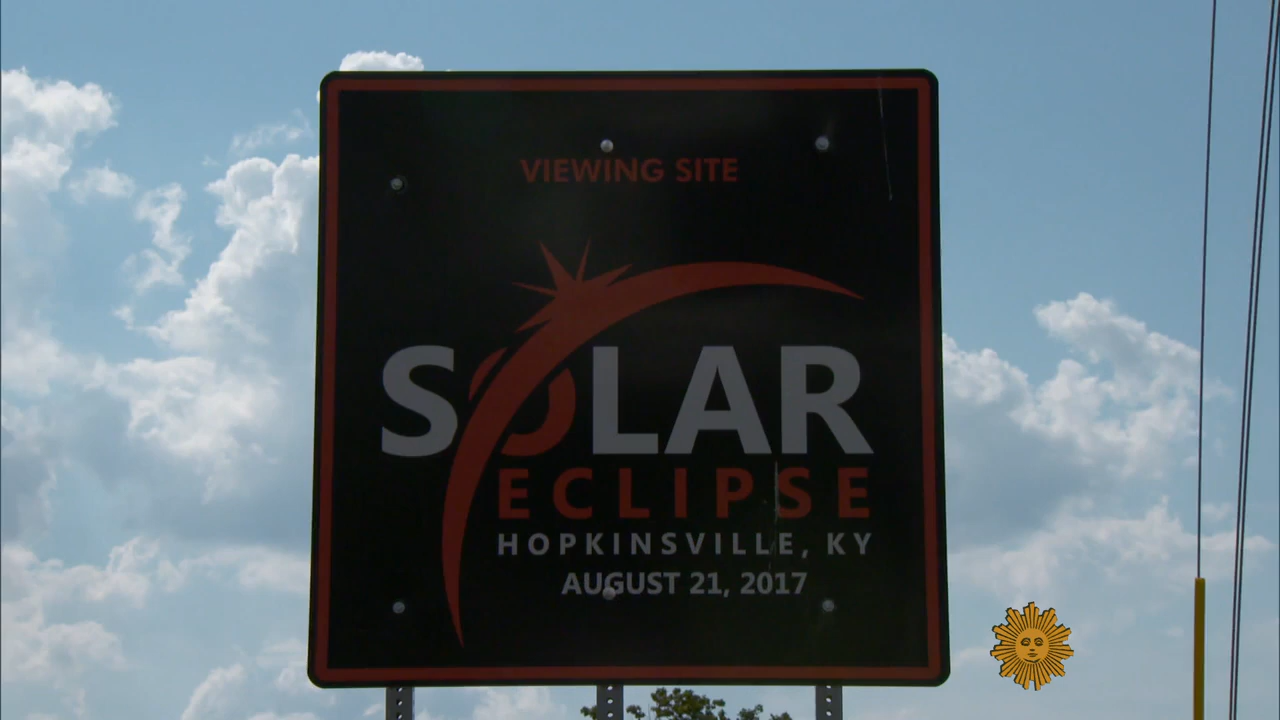 VIEWING SITE
SOLAR
ECLIPSE
HOPKINSVILLE, KY
AUGUST 21, 2017